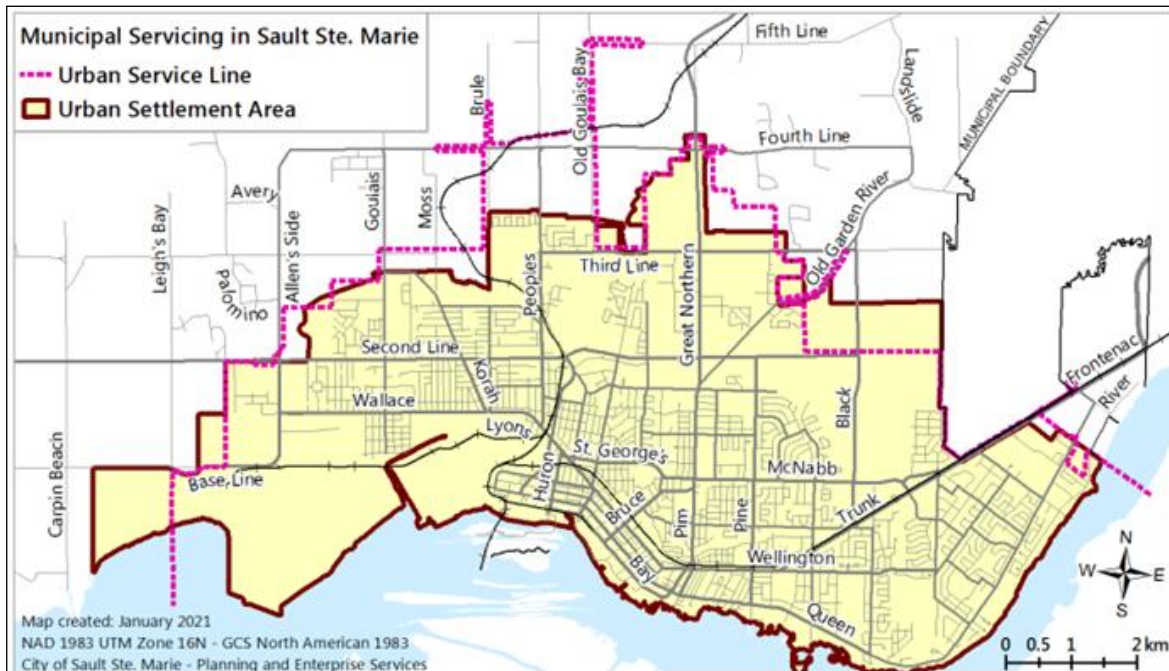 Municipal Servicing in Sault Ste. Marie
Urban Service Line
Urban Settlement Area
Fifth Line
Brule
Old Goulais Bay
Landslide
MUNICIPAL BOUNDARY
Fourth Line
Avery
Goulais
Moss
Leigh's Bay
Allen's Side
Palomino
Peoples
Third Line
Great Northern
Old Garden River
Second Line
Korah
Wallace
Lyons
Black
Frontenac
River
Carpin Beach
Base Line
Huron
St. George's
McNabb
Bruce
Pim
Pine
Trunk
Wellington
Bay
Queen
N
W E
S
Map created: January 2021
NAD 1983 UTM Zone 16N - GCS North American 1983
City of Sault Ste. Marie - Planning and Enterprise Services
0 0.5 1 2 km